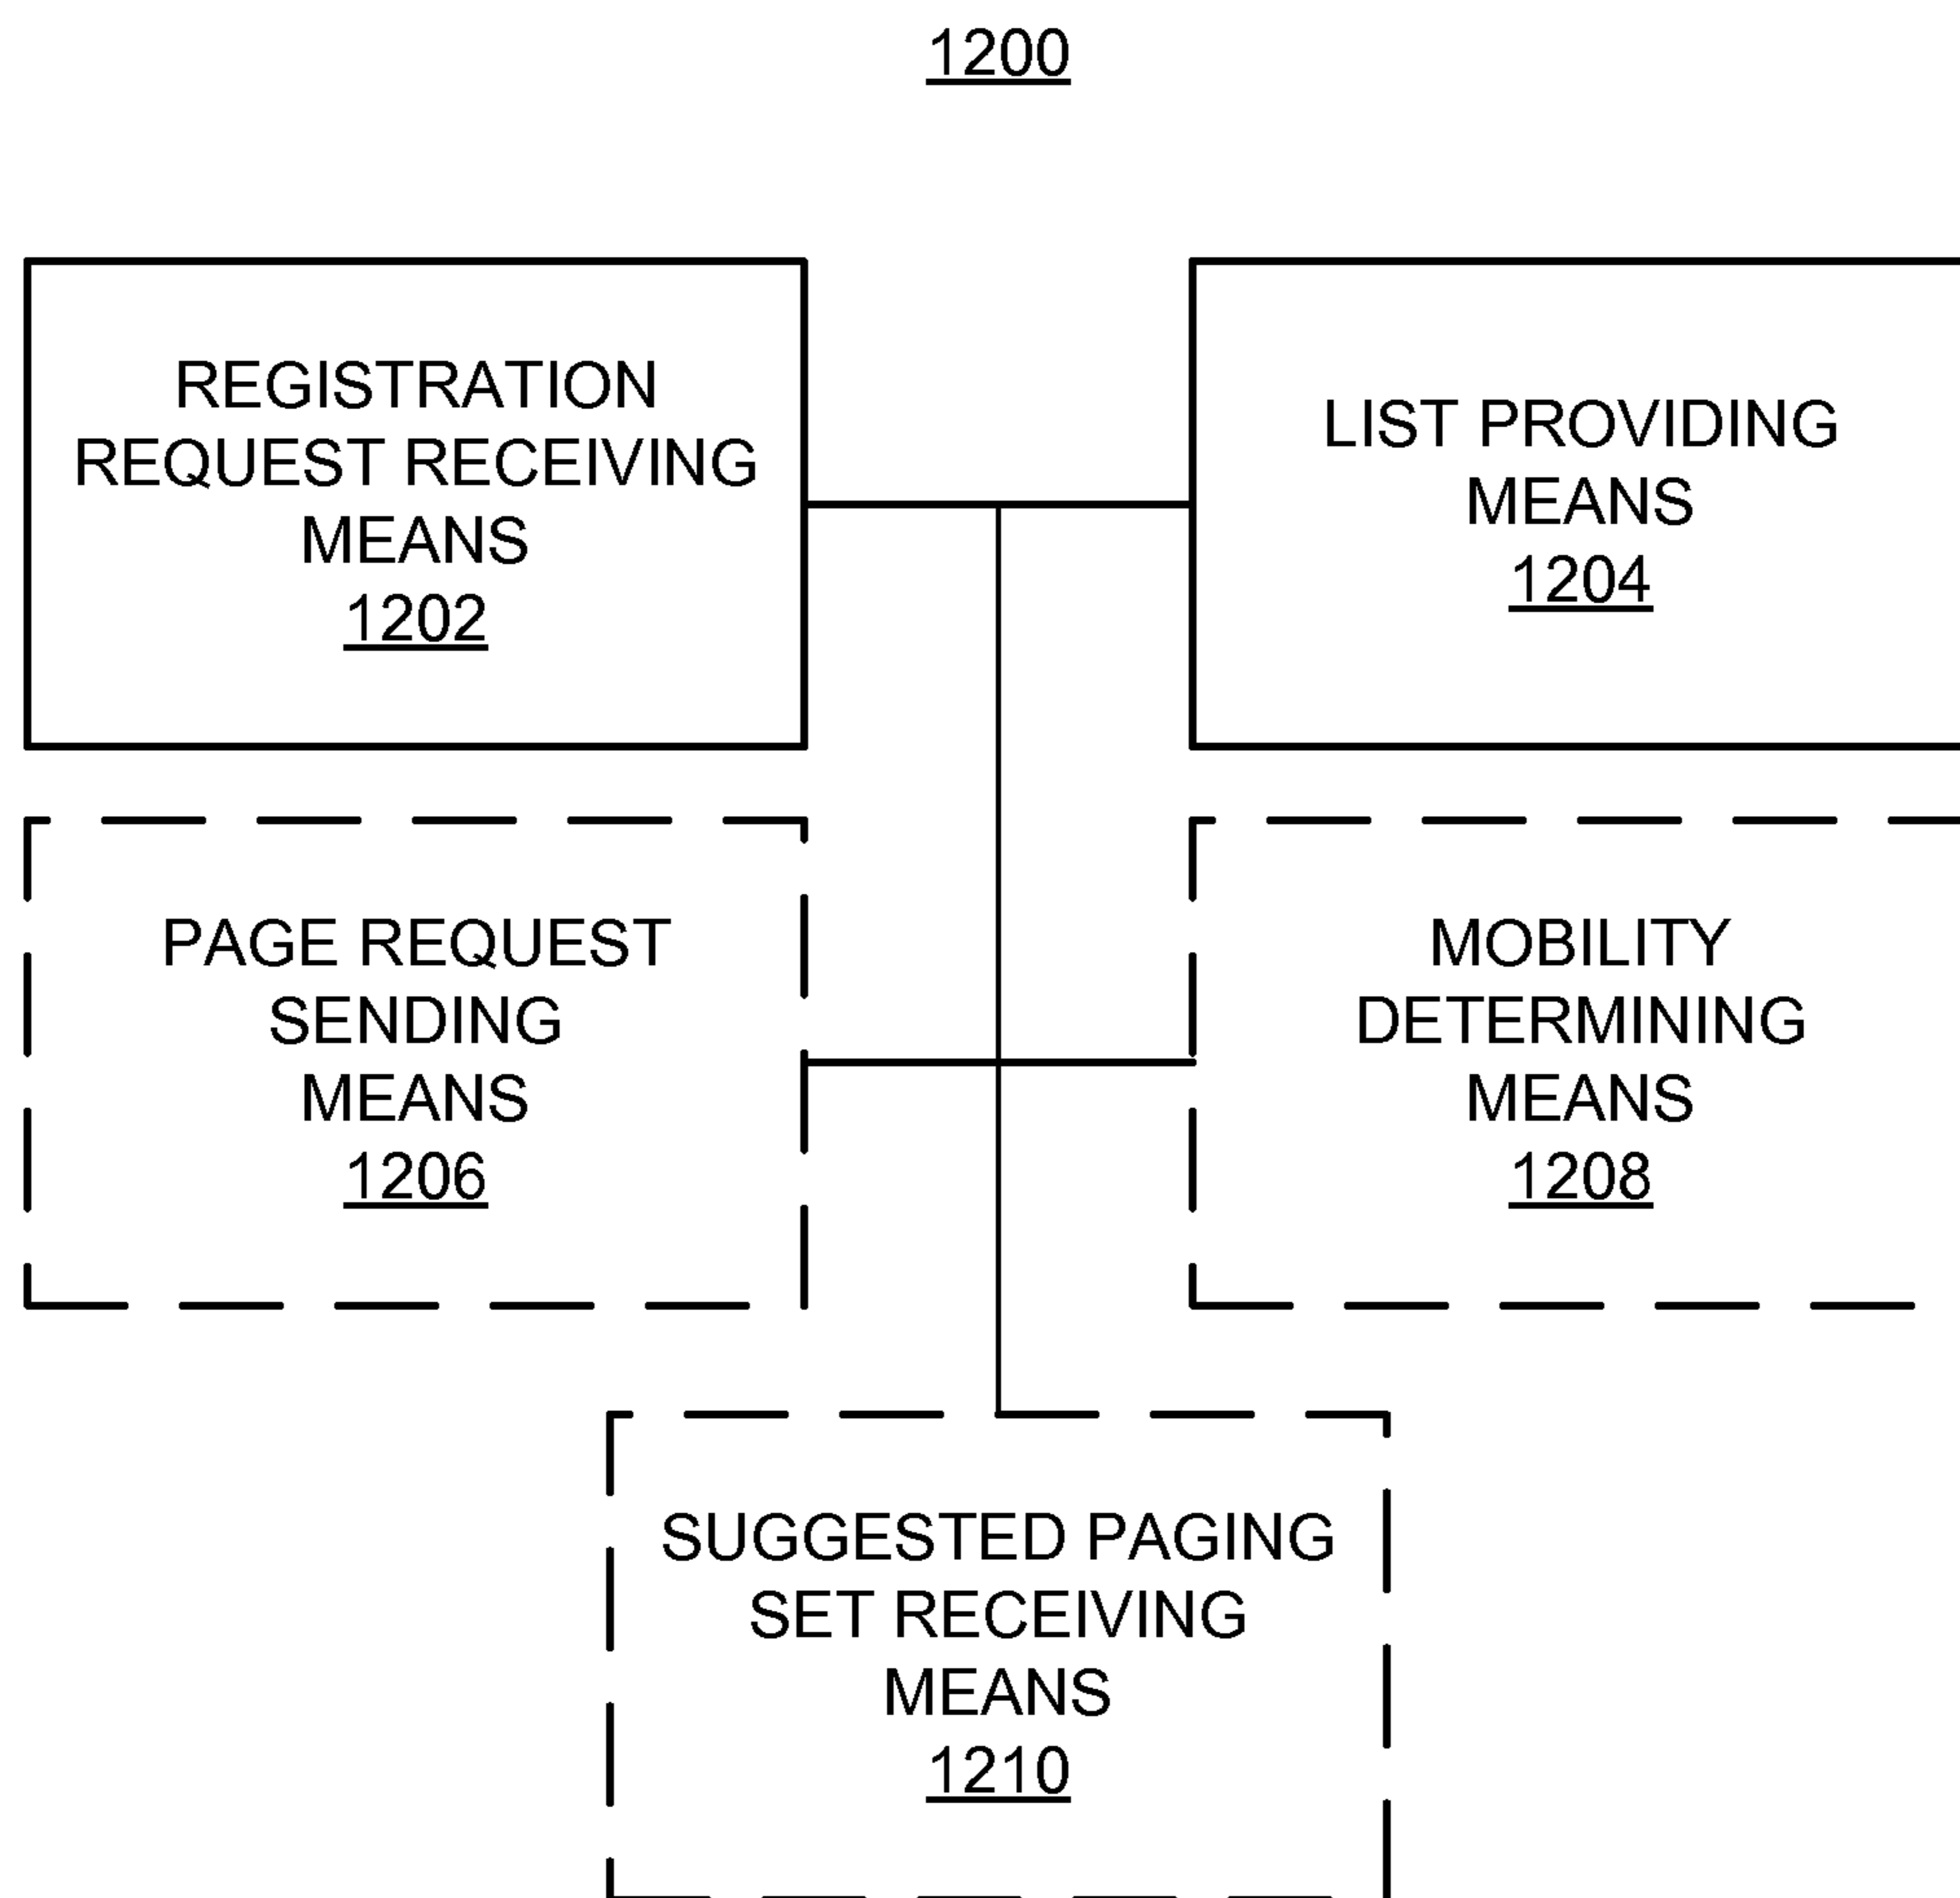 1200
REGISTRATION
REQUEST RECEIVING
MEANS
1202
LIST PROVIDING
MEANS
1204
PAGE REQUEST
SENDING
MEANS
1206
MOBILITY
DETERMINING
MEANS
1208
SUGGESTED PAGING
SET RECEIVING
MEANS
1210